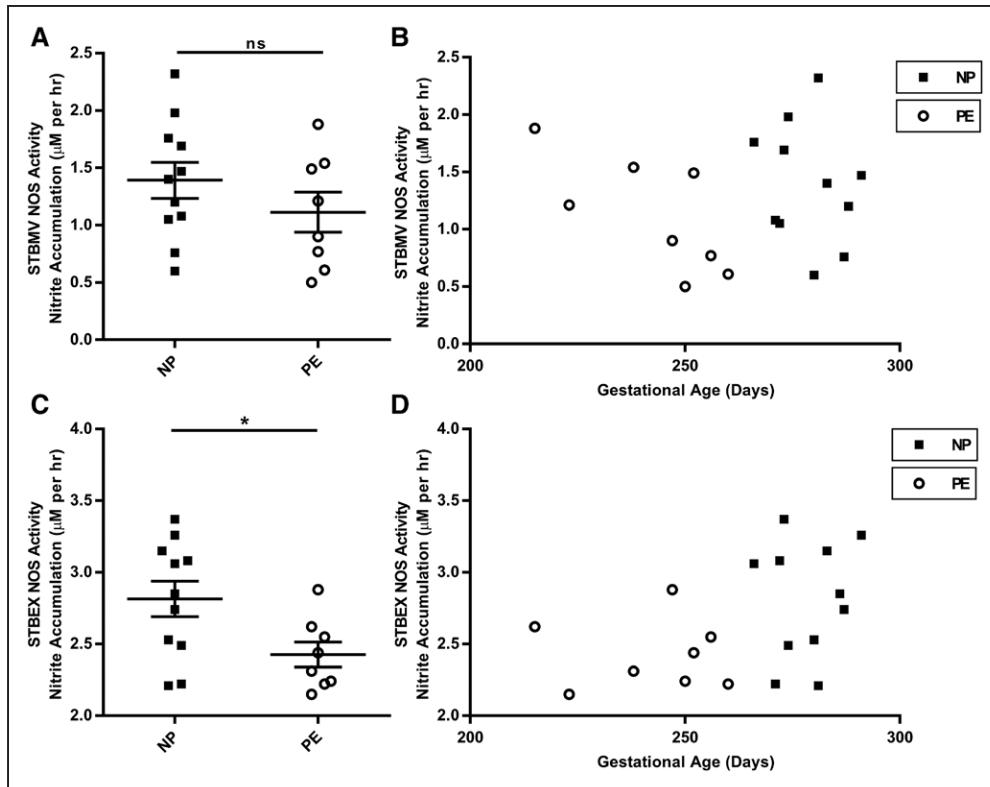 A
ns
STBMV NOS Activity
Nitrite Accumulation (µM per hr)
2.5
2.0
1.5
1.0
0.5
0.0
NP
PE
B
STBMV NOS Activity
Nitrite Accumulation (µM per hr)
2.5
2.0
1.5
1.0
0.5
0.0
200
250
300
Gestational Age (Days)
NP
PE
C
*
STBEX NOS Activity
Nitrite Accumulation (µM per hr)
4.0
3.5
3.0
2.5
2.0
NP
PE
D
STBEX NOS Activity
Nitrite Accumulation (µM per hr)
4.0
3.5
3.0
2.5
2.0
200
250
300
Gestational Age (Days)
NP
PE